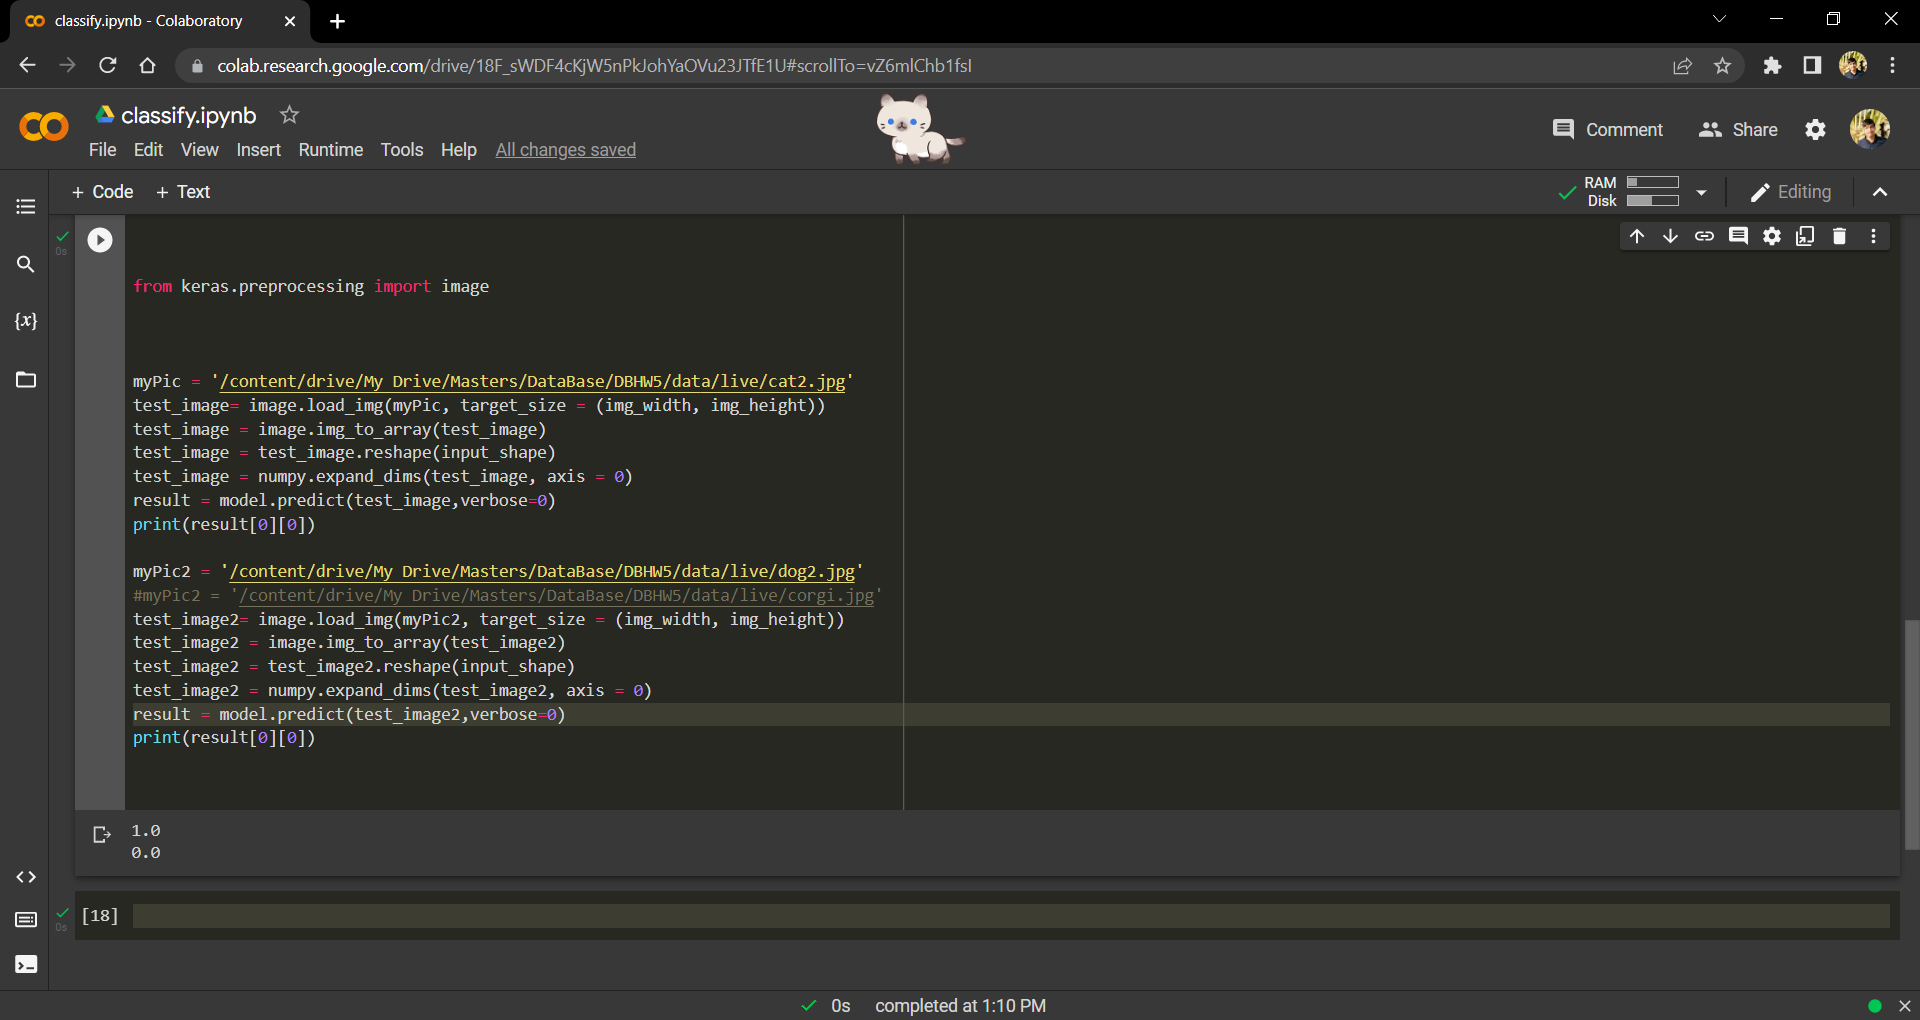 classify.ipynb - Colaboratory
colab.research.google.com/drive/18F_sWDF4cKjW5nPkJohYaOVu23JTfE1U#scrollTo=vZ6mlChb1fsI
classify.ipynb
File Edit View Insert Runtime Tools Help All changes saved
Comment Share
+ Code + Text
RAM
Disk
Editing
0s
from keras.preprocessing import image
myPic = '/content/drive/My Drive/Masters/DataBase/DBHW5/data/live/cat2.jpg'
test_image= image.load_img(myPic, target_size = (img_width, img_height))
test_image = image.img_to_array(test_image)
test_image = test_image.reshape(input_shape)
test_image = numpy.expand_dims(test_image, axis = 0)
result = model.predict(test_image,verbose=0)
print(result[0][0])
myPic2 = '/content/drive/My Drive/Masters/DataBase/DBHW5/data/live/dog2.jpg'
#myPic2 = '/content/drive/My Drive/Masters/DataBase/DBHW5/data/live/corgi.jpg'
test_image2= image.load_img(myPic2, target_size = (img_width, img_height))
test_image2 = image.img_to_array(test_image2)
test_image2 = test_image2.reshape(input_shape)
test_image2 = numpy.expand_dims(test_image2, axis = 0)
result = model.predict(test_image2,verbose=0)
print(result[0][0])
1.0
0.0
[18]
0s
0s completed at 1:10 PM